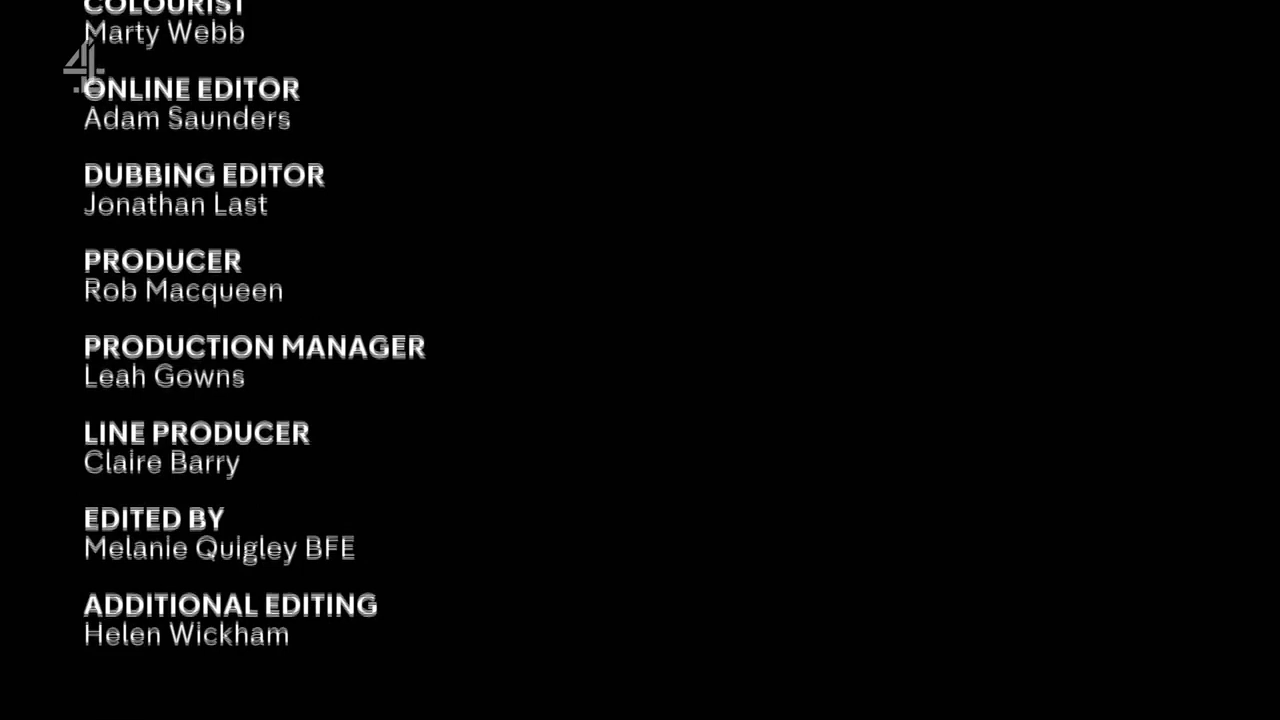 COLOURIST
Marty Webb
4
ONLINE EDITOR
Adam Saunders
DUBBING EDITOR
Jonathan Last
PRODUCER
Rob Macqueen
PRODUCTION MANAGER
Leah Gowns
LINE PRODUCER
Claire Barry
EDITED BY
Melanie Quigley BFE
ADDITIONAL EDITING
Helen Wickham